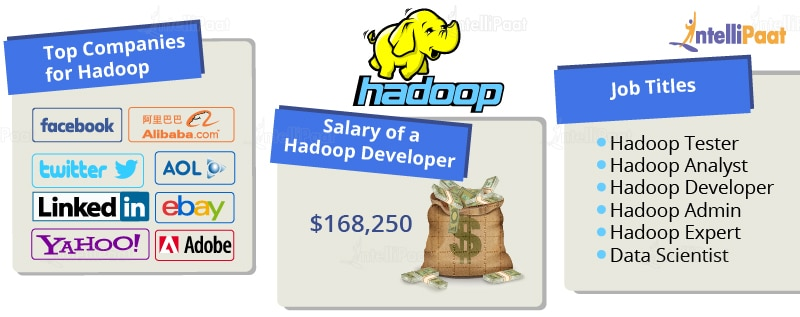 Top Companies
for Hadoop
facebook
阿里巴巴
Alibaba.com
twitter
AOL
Linked in
ebay
YAHOO!
Adobe
hadoop
Salary of a
Hadoop Developer
$168,250
$
IntelliPaat
Job Titles
Hadoop Tester
Hadoop Analyst
Hadoop Developer
Hadoop Admin
Hadoop Expert
Data Scientist